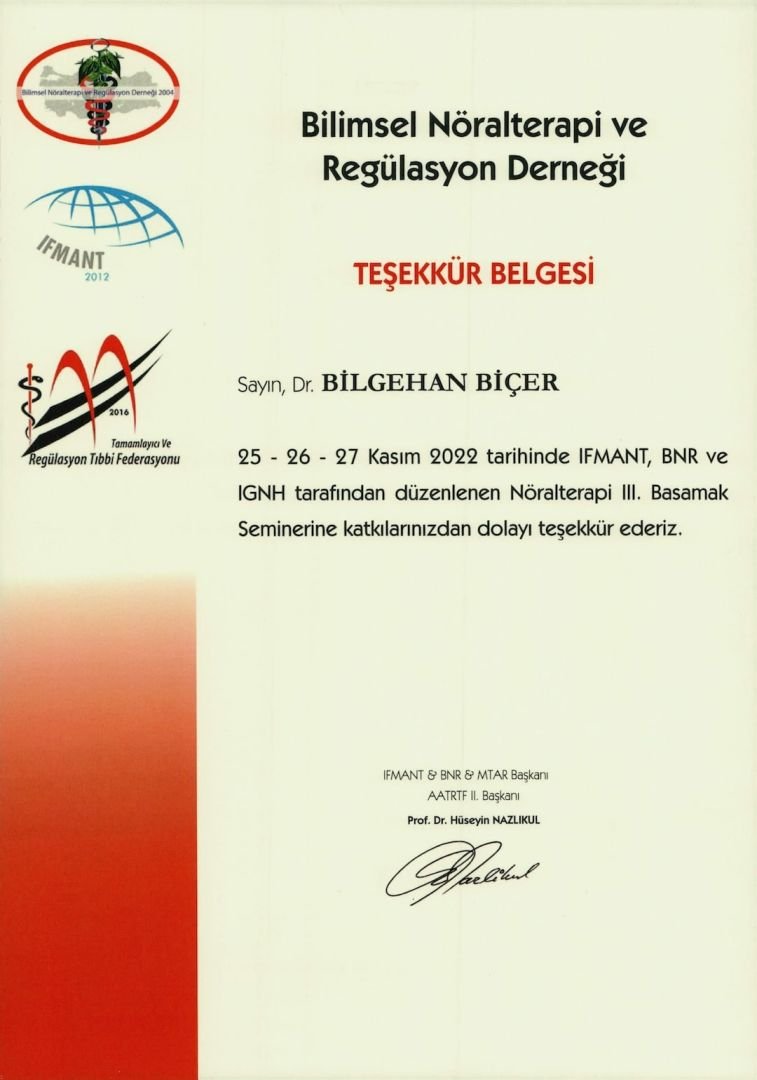 Bilimsel Nöralterapi ve Regülasyon Derneği 2004
IFMANT
2012
2016
Tamamlayıcı Ve
Regülasyon Tıbbi Federasyonu
Bilimsel Nöralterapi ve
Regülasyon Derneği
TEŞEKKÜR BELGESİ
Sayın, Dr. BİLGEHAN BİÇER
25 - 26 - 27 Kasım 2022 tarihinde IFMANT, BNR ve
IGNH tarafından düzenlenen Nöralterapi III. Basamak
Seminerine katkılarınızdan dolayı teşekkür ederiz.
IFMANT & BNR & MTAR Başkanı
AATRTF II. Başkanı
Prof. Dr. Hüseyin NAZLIKUL